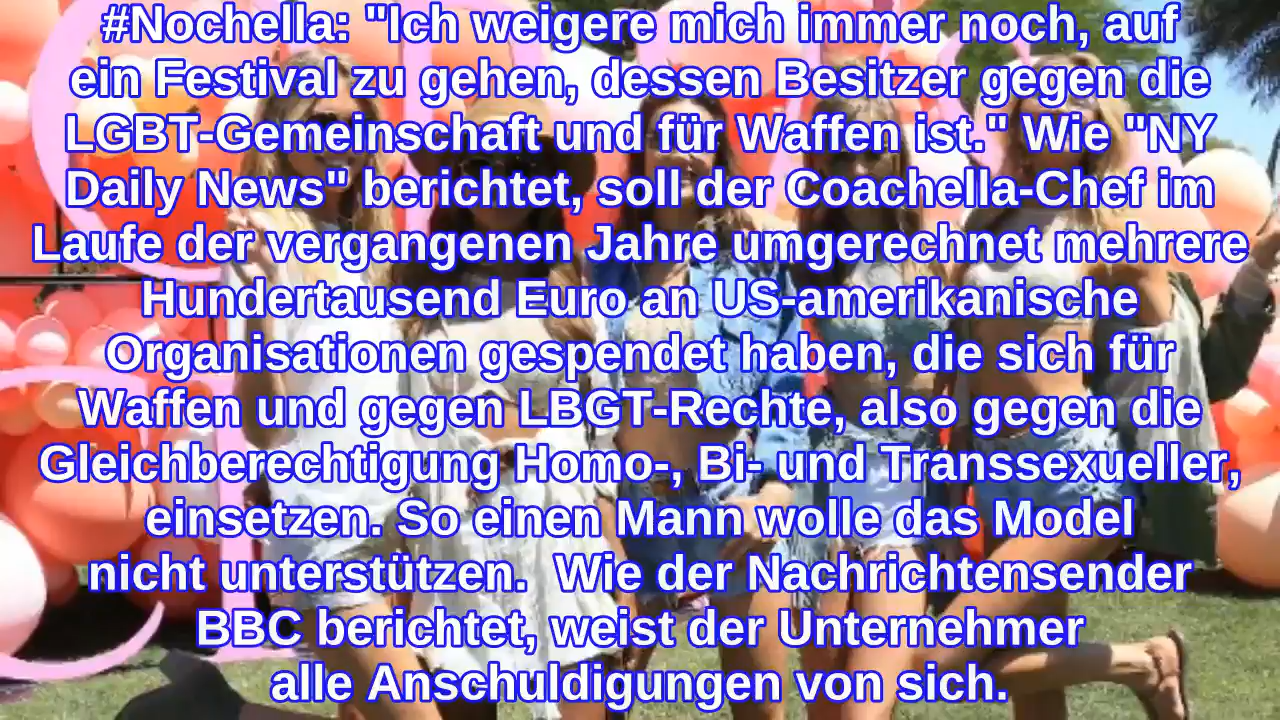 #Nochella: "Ich weigere mich immer noch, auf
ein Festival zu gehen, dessen Besitzer gegen die
LGBT-Gemeinschaft und für Waffen ist." Wie "NY
Daily News" berichtet, soll der Coachella-Chef im
Laufe der vergangenen Jahre umgerechnet mehrere
Hundertausend Euro an US-amerikanische
Organisationen gespendet haben, die sich für
Waffen und gegen LBGT-Rechte, also gegen die
Gleichberechtigung Homo-, Bi- und Transsexueller,
einsetzen. So einen Mann wolle das Model
nicht unterstützen.  Wie der Nachrichtensender
BBC berichtet, weist der Unternehmer
alle Anschuldigungen von sich.